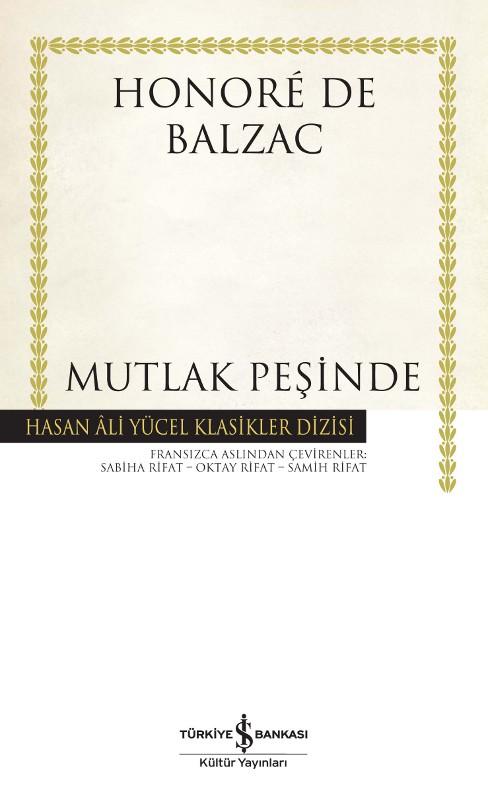 HONORÉ DE
BALZAC
MUTLAK PEŞİNDE
HASAN ÂLİ YÜCEL KLASİKLER DİZİSİ
FRANSIZCA ASLINDAN ÇEVİRENLER:
SABİHA RİFAT – OKTAY RİFAT – SAMİH RİFAT
TÜRKİYE İŞ BANKASI
Kültür Yayınları